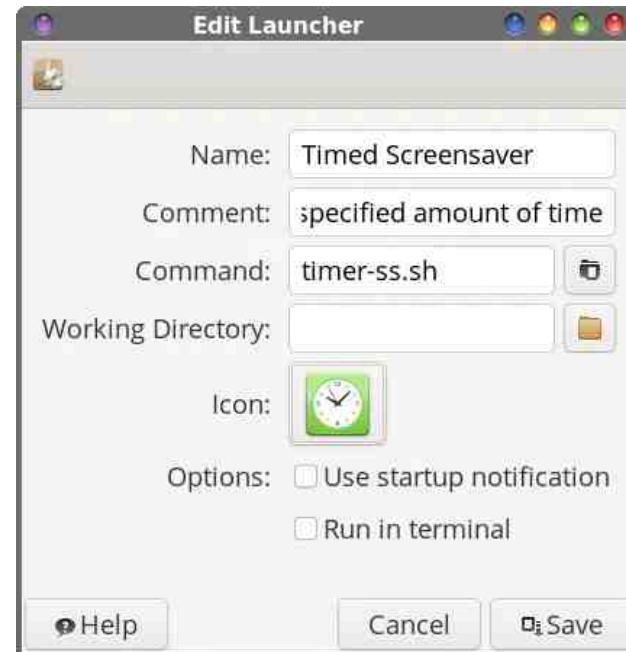 Edit Launcher
Name: Timed Screensaver
Comment: specified amount of time
Command: timer-ss.sh
Working Directory:
Icon:
Options: Use startup notification
Run in terminal
Help Cancel Save